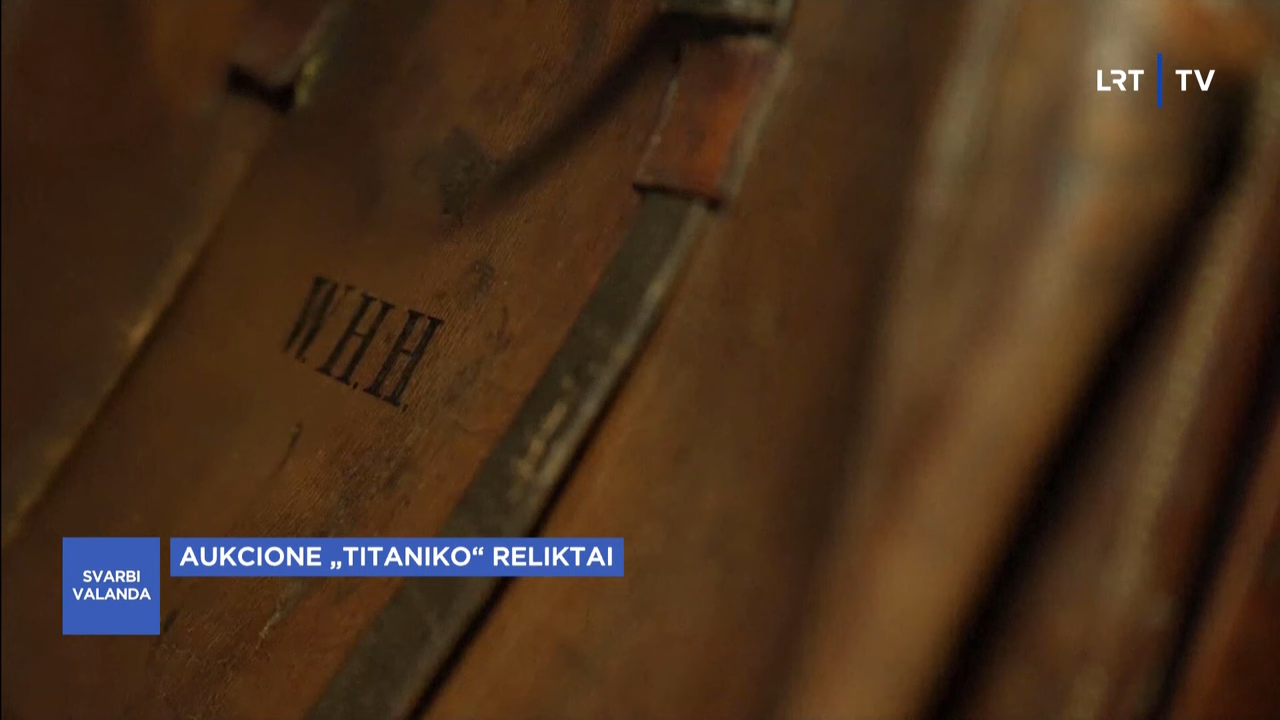 LRT TV
W.H.H.
AUKCIONE „TITANIKO“ RELIKTAI
SVARBI
VALANDA